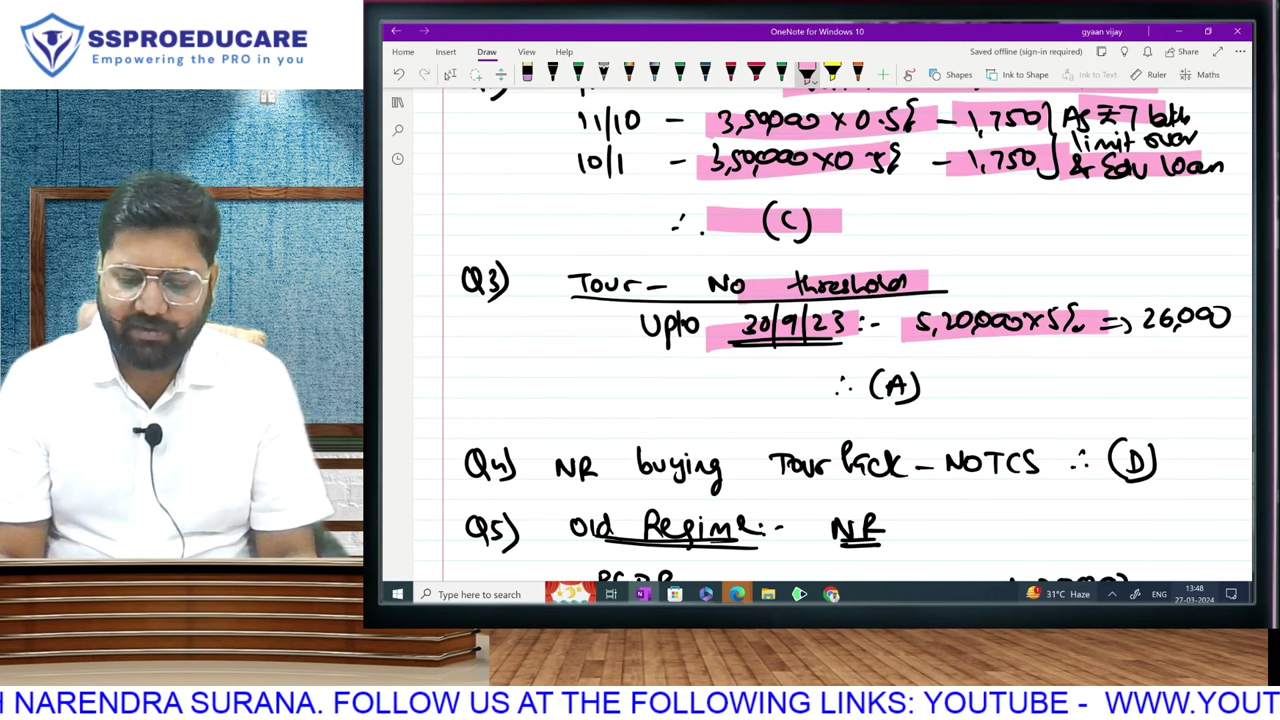 SSPROEDUCARE
Empowering the PRO in you
OneNote for Windows 10
gyaan vijay
Home Insert Draw View Help
Saved offline (sign-in required)
Share
Shapes
Ink to Shape
Ink to Text
Ruler
Maths
11/10 - 3,50,000 × 0.5% - 1,750 As ₹7 lakh
limit over
10/1 - 3,50,000 × 0.5% - 1,750 & Edu loan
∴ (C)
Q3) Tour - No threshold
Upto 30/9/23 :- 5,20,000 × 5% => 26,000
∴ (A)
Q4) NR buying Tour Pack - NO TCS ∴ (D)
Q5) Old Regime :- NR
Type here to search
31°C Haze
ENG
13:48
27-03-2024
H NARENDRA SURANA. FOLLOW US AT THE FOLLOWING LINKS: YOUTUBE - WWW.YOUT